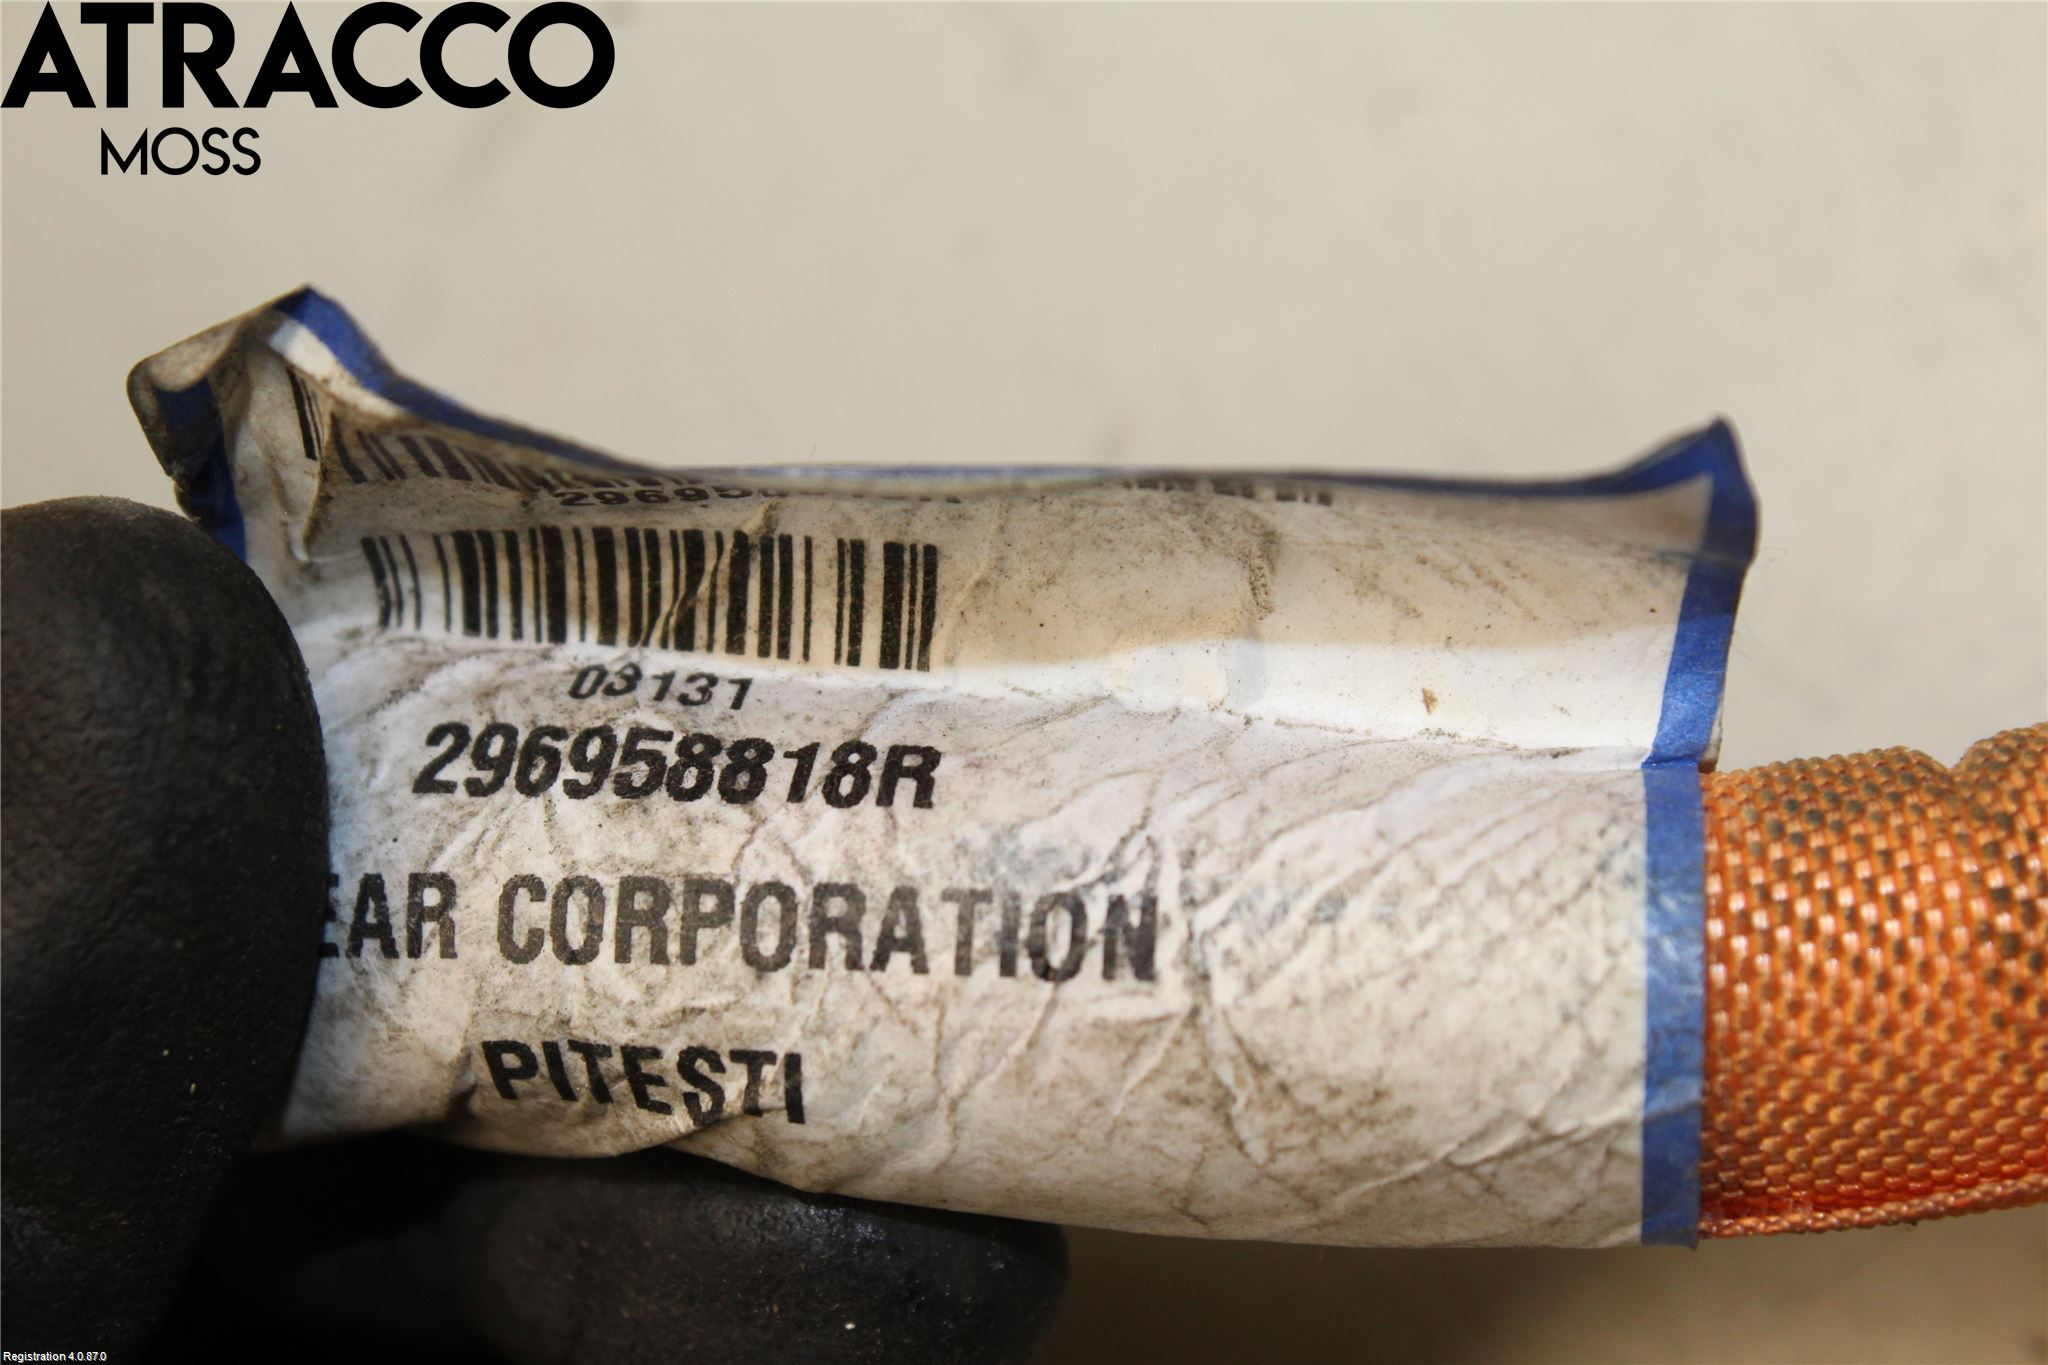 ATRACCO
MOSS
03131
296958818R
EAR CORPORATION
PITESTI
Registration 4.0.87.0